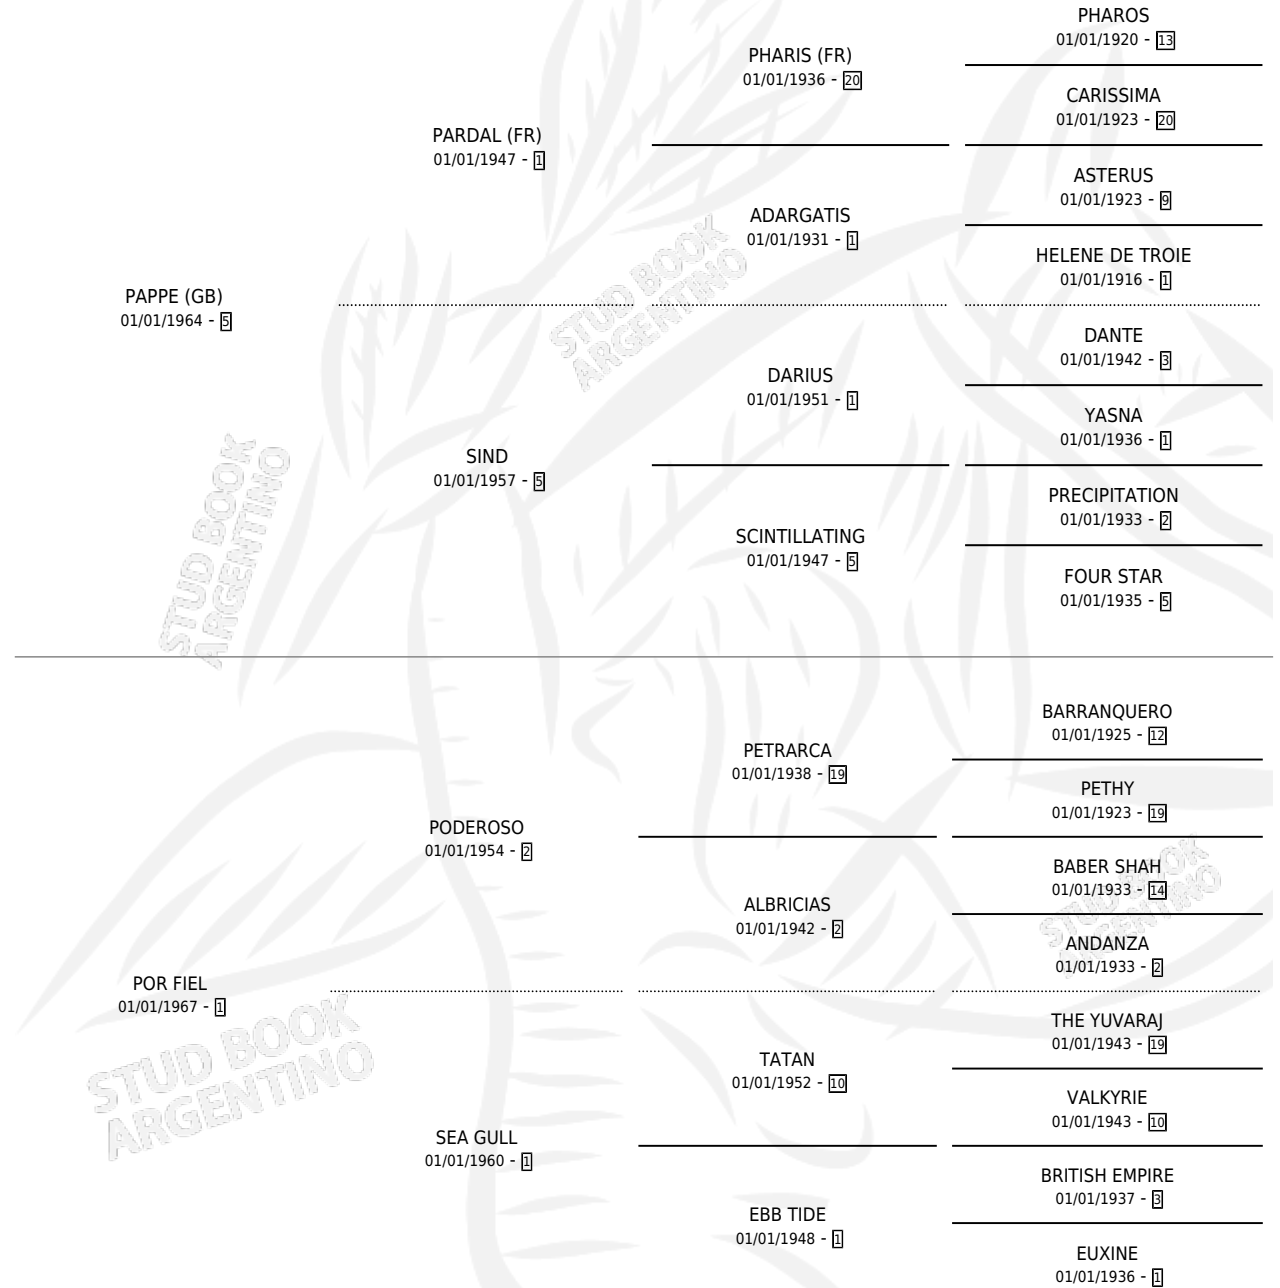 PHAROS
01/01/1920 - 13
PHARIS (FR)
01/01/1936 - 20
CARISSIMA
01/01/1923 - 20
PARDAL (FR)
01/01/1947 - 1
ASTERUS
01/01/1923 - 9
ADARGATIS
01/01/1931 - 1
HELENE DE TROIE
01/01/1916 - 1
PAPPE (GB)
01/01/1964 - 5
DANTE
01/01/1942 - 3
DARIUS
01/01/1951 - 1
YASNA
01/01/1936 - 1
SIND
01/01/1957 - 5
PRECIPITATION
01/01/1933 - 2
SCINTILLATING
01/01/1947 - 5
FOUR STAR
01/01/1935 - 5
STUD BOOK
ARGENTINO
STUD BOOK
ARGENTINO
BARRANQUERO
01/01/1925 - 12
PETRARCA
01/01/1938 - 19
PETHY
01/01/1923 - 19
PODEROSO
01/01/1954 - 2
BABER SHAH
01/01/1933 - 14
ALBRICIAS
01/01/1942 - 2
ANDANZA
01/01/1933 - 2
POR FIEL
01/01/1967 - 1
THE YUVARAJ
01/01/1943 - 19
TATAN
01/01/1952 - 10
VALKYRIE
01/01/1943 - 10
SEA GULL
01/01/1960 - 1
BRITISH EMPIRE
01/01/1937 - 3
EBB TIDE
01/01/1948 - 1
EUXINE
01/01/1936 - 1
STUD BOOK
ARGENTINO
STUD BOOK
ARGENTINO